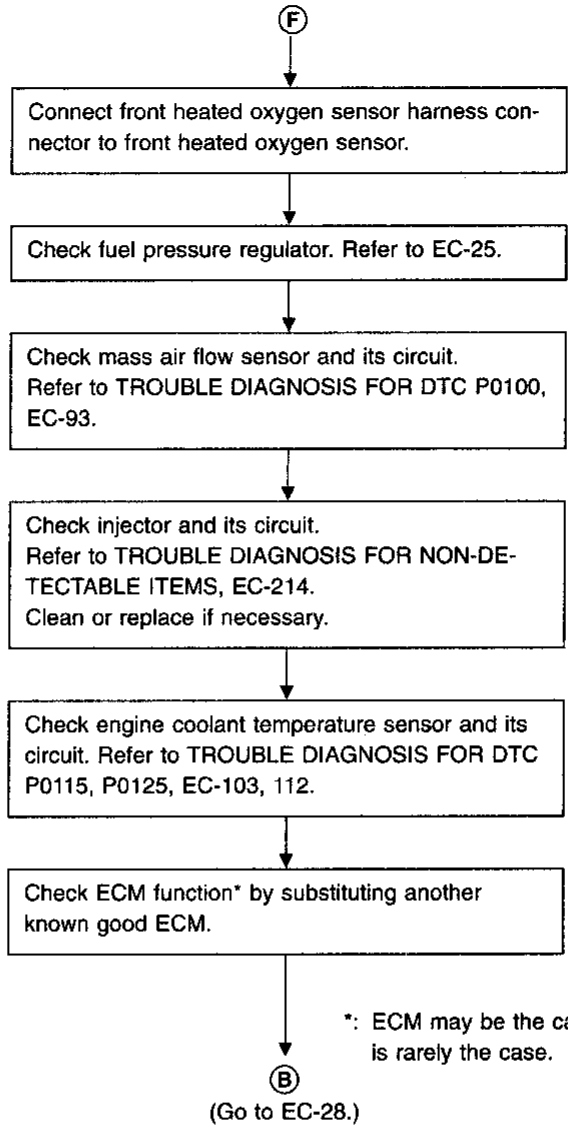 F
Connect front heated oxygen sensor harness con-
nector to front heated oxygen sensor.
Check fuel pressure regulator. Refer to EC-25.
Check mass air flow sensor and its circuit.
Refer to TROUBLE DIAGNOSIS FOR DTC P0100,
EC-93.
Check injector and its circuit.
Refer to TROUBLE DIAGNOSIS FOR NON-DE-
TECTABLE ITEMS, EC-214.
Clean or replace if necessary.
Check engine coolant temperature sensor and its
circuit. Refer to TROUBLE DIAGNOSIS FOR DTC
P0115, P0125, EC-103, 112.
Check ECM function* by substituting another
known good ECM.
*: ECM may be the
is rarely the case.
B
(Go to EC-28.)